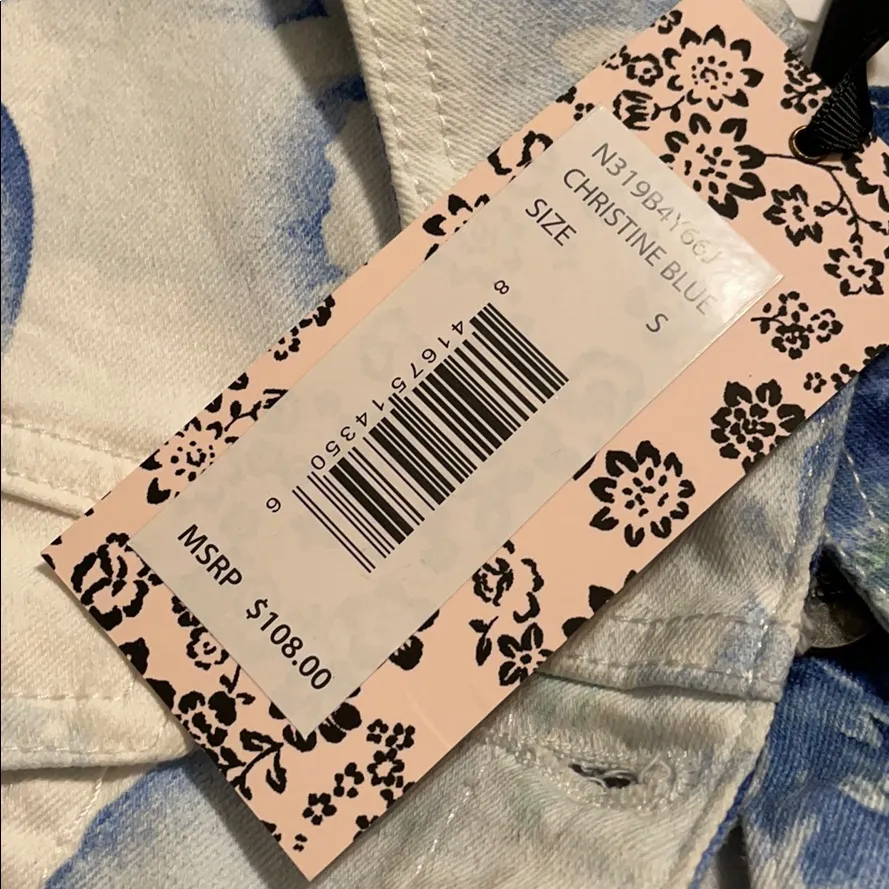 N319B4Y66J
CHRISTINE BLUE
SIZE S
8 41675 14350 6
MSRP $108.00